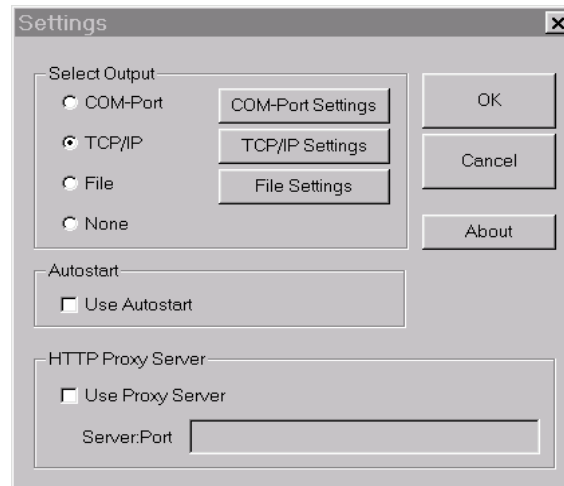 Settings
Select Output
COM-Port
COM-Port Settings
TCP/IP
TCP/IP Settings
File
File Settings
None
OK
Cancel
About
Autostart
Use Autostart
HTTP Proxy Server
Use Proxy Server
Server:Port